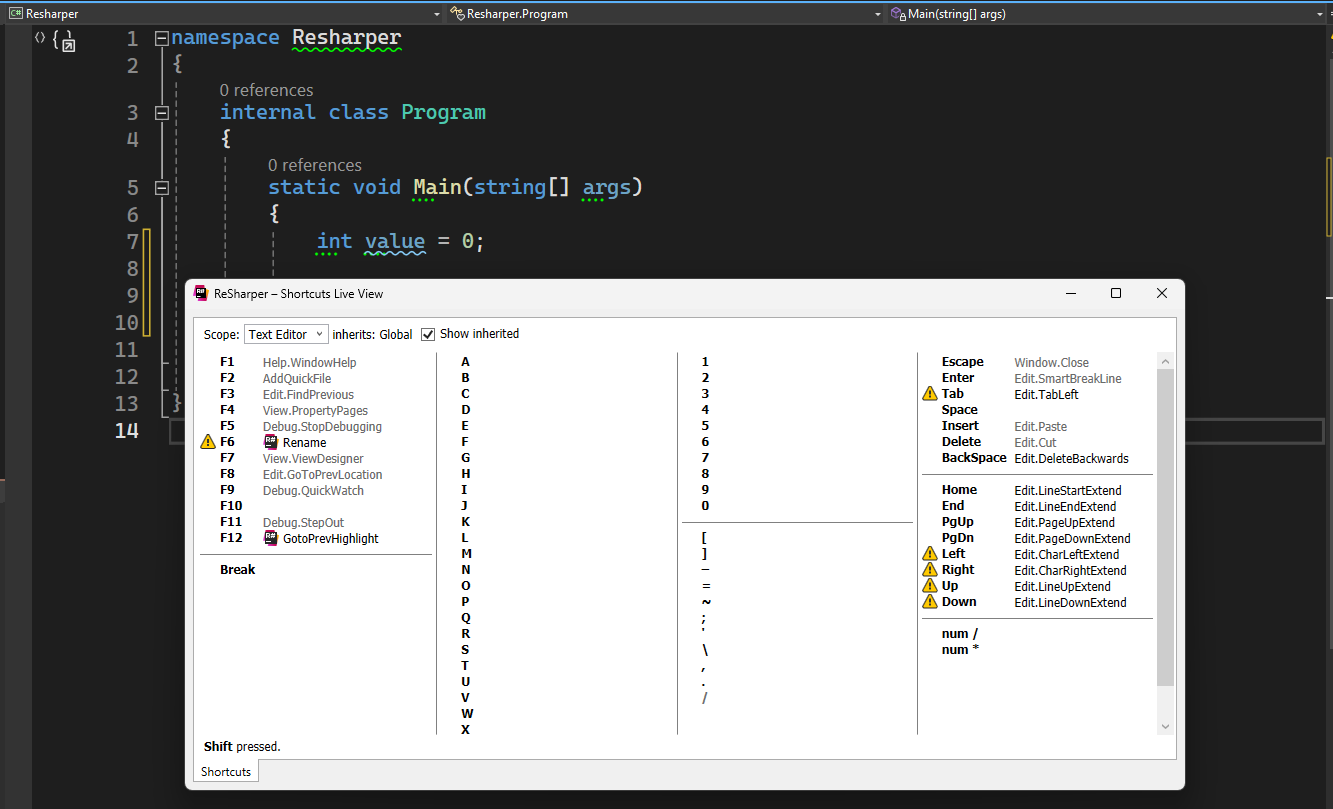 C# Resharper Resharper.Program Main(string[] args)
1 namespace Resharper
2 {
0 references
3 internal class Program
4 {
0 references
5 static void Main(string[] args)
6 {
7 int value = 0;
8
9
10
11
12
13 }
14
R# ReSharper – Shortcuts Live View
Scope: Text Editor inherits: Global Show inherited
F1 Help.WindowHelp
F2 AddQuickFile
F3 Edit.FindPrevious
F4 View.PropertyPages
F5 Debug.StopDebugging
F6 R# Rename
F7 View.ViewDesigner
F8 Edit.GoToPrevLocation
F9 Debug.QuickWatch
F10
F11 Debug.StepOut
F12 R# GotoPrevHighlight
Break
A
B
C
D
E
F
G
H
I
J
K
L
M
N
O
P
Q
R
S
T
U
V
W
X
1
2
3
4
5
6
7
8
9
0
[
]
–
=
~
;
'
\
,
.
/
Escape Window.Close
Enter Edit.SmartBreakLine
Tab Edit.TabLeft
Space
Insert Edit.Paste
Delete Edit.Cut
BackSpace Edit.DeleteBackwards
Home Edit.LineStartExtend
End Edit.LineEndExtend
PgUp Edit.PageUpExtend
PgDn Edit.PageDownExtend
Left Edit.CharLeftExtend
Right Edit.CharRightExtend
Up Edit.LineUpExtend
Down Edit.LineDownExtend
num /
num *
Shift pressed.
Shortcuts